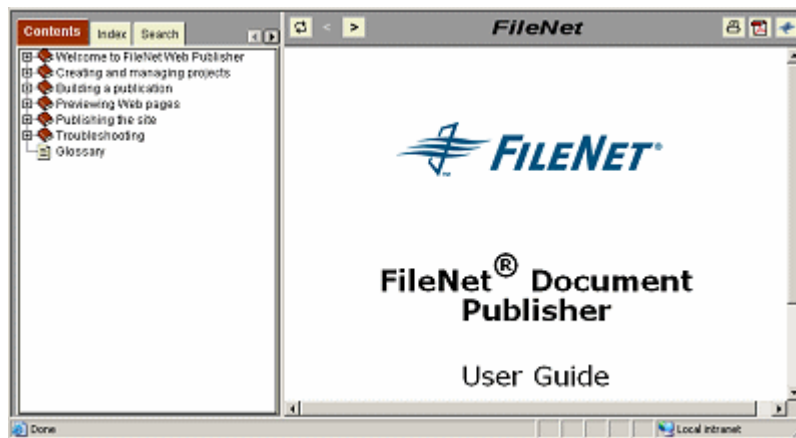 Contents Index Search
Welcome to FileNet Web Publisher
Creating and managing projects
Building a publication
Previewing Web pages
Publishing the site
Troubleshooting
Glossary
FileNet
FILENET®
FileNet® Document
Publisher
User Guide
Done
Local intranet